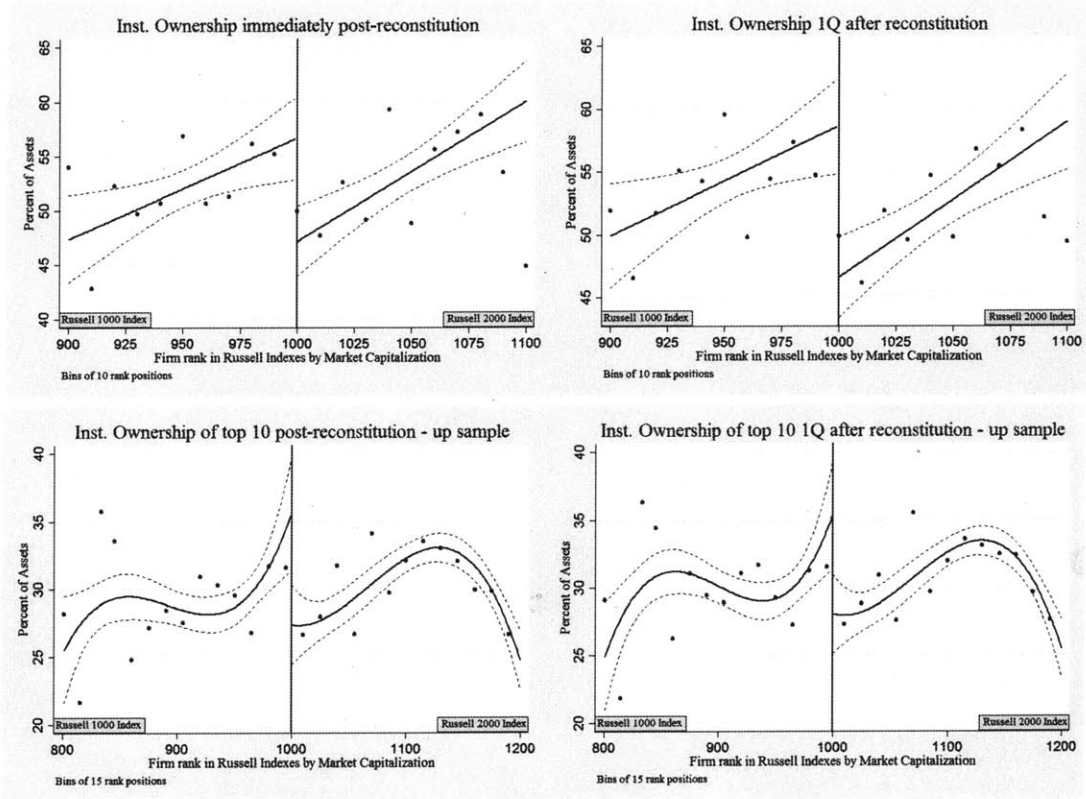 Inst. Ownership immediately post-reconstitution
Percent of Assets
65
60
55
50
45
40
Russell 1000 Index
Russell 2000 Index
900 925 950 975 1000 1025 1050 1075 1100
Firm rank in Russell Indexes by Market Capitalization
Bins of 10 rank positions
Inst. Ownership 1Q after reconstitution
Percent of Assets
65
60
55
50
45
Russell 1000 Index
Russell 2000 Index
900 925 950 975 1000 1025 1050 1075 1100
Firm rank in Russell Indexes by Market Capitalization
Bins of 10 rank positions
Inst. Ownership of top 10 post-reconstitution - up sample
Percent of Assets
40
35
30
25
20
Russell 1000 Index
Russell 2000 Index
800 900 1000 1100 1200
Firm rank in Russell Indexes by Market Capitalization
Bins of 15 rank positions
Inst. Ownership of top 10 1Q after reconstitution - up sample
Percent of Assets
40
35
30
25
20
Russell 1000 Index
Russell 2000 Index
800 900 1000 1100 1200
Firm rank in Russell Indexes by Market Capitalization
Bins of 15 rank positions